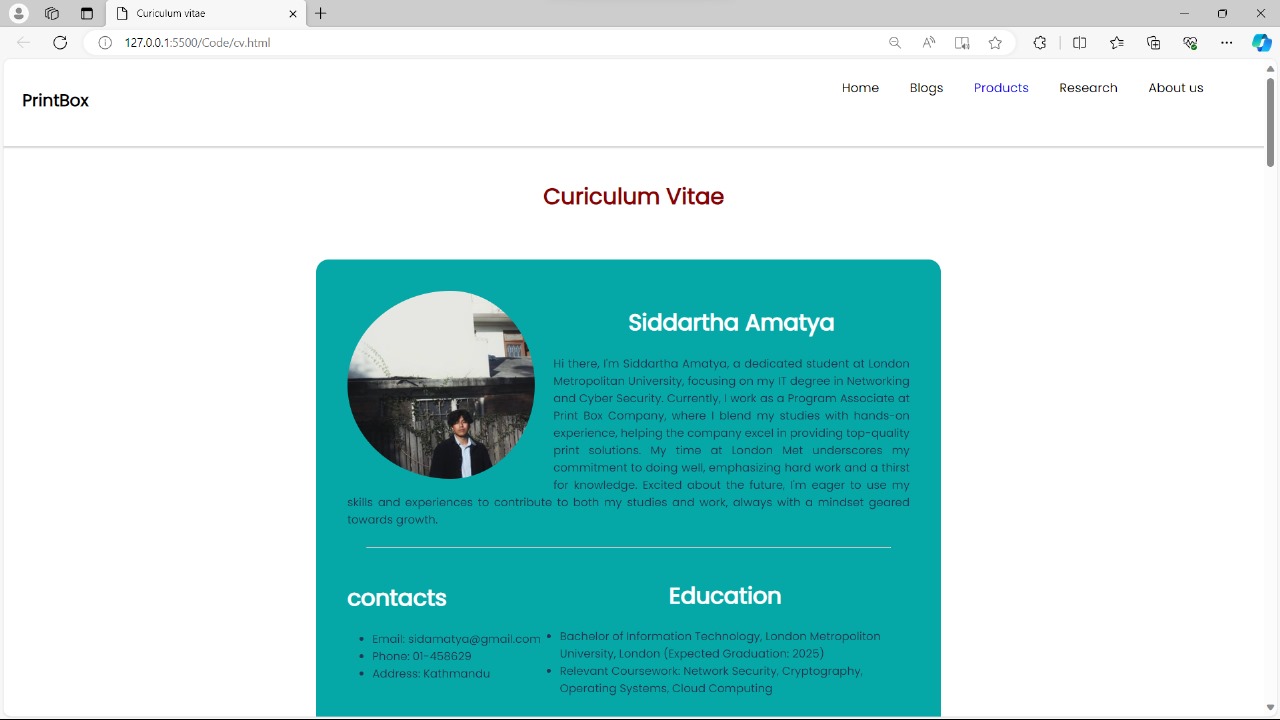 Curiculum vitae
127.0.0.1:5500/Code/cv.html
PrintBox
Home Blogs Products Research About us
Curiculum Vitae
Siddartha Amatya
Hi there, I'm Siddartha Amatya, a dedicated student at London
Metropolitan University, focusing on my IT degree in Networking
and Cyber Security. Currently, I work as a Program Associate at
Print Box Company, where I blend my studies with hands-on
experience, helping the company excel in providing top-quality
print solutions. My time at London Met underscores my
commitment to doing well, emphasizing hard work and a thirst
for knowledge. Excited about the future, I'm eager to use my
skills and experiences to contribute to both my studies and work, always with a mindset geared
towards growth.
contacts
Email: sidamatya@gmail.com
Phone: 01-458629
Address: Kathmandu
Education
Bachelor of Information Technology, London Metropoliton
University, London (Expected Graduation: 2025)
Relevant Coursework: Network Security, Cryptography,
Operating Systems, Cloud Computing